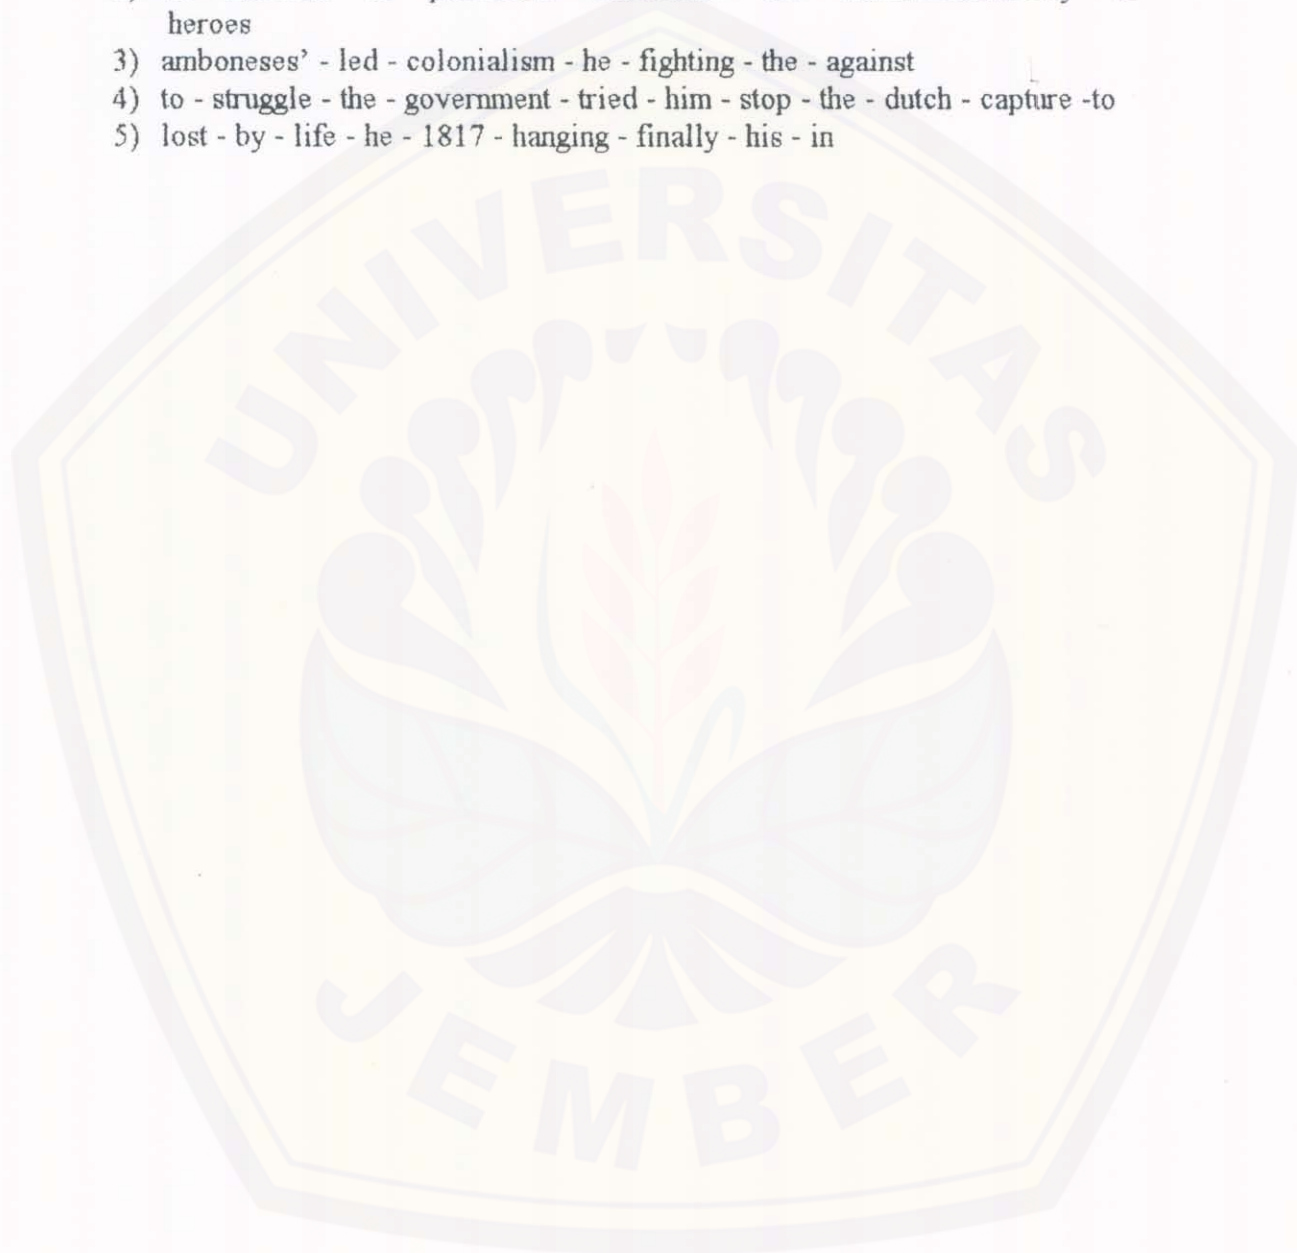 heroes
3) amboneses' - led - colonialism - he - fighting - the - against
4) to - struggle - the - government - tried - him - stop - the - dutch - capture -to
5) lost - by - life - he - 1817 - hanging - finally - his - in
UNIVERSITAS
JEMBER